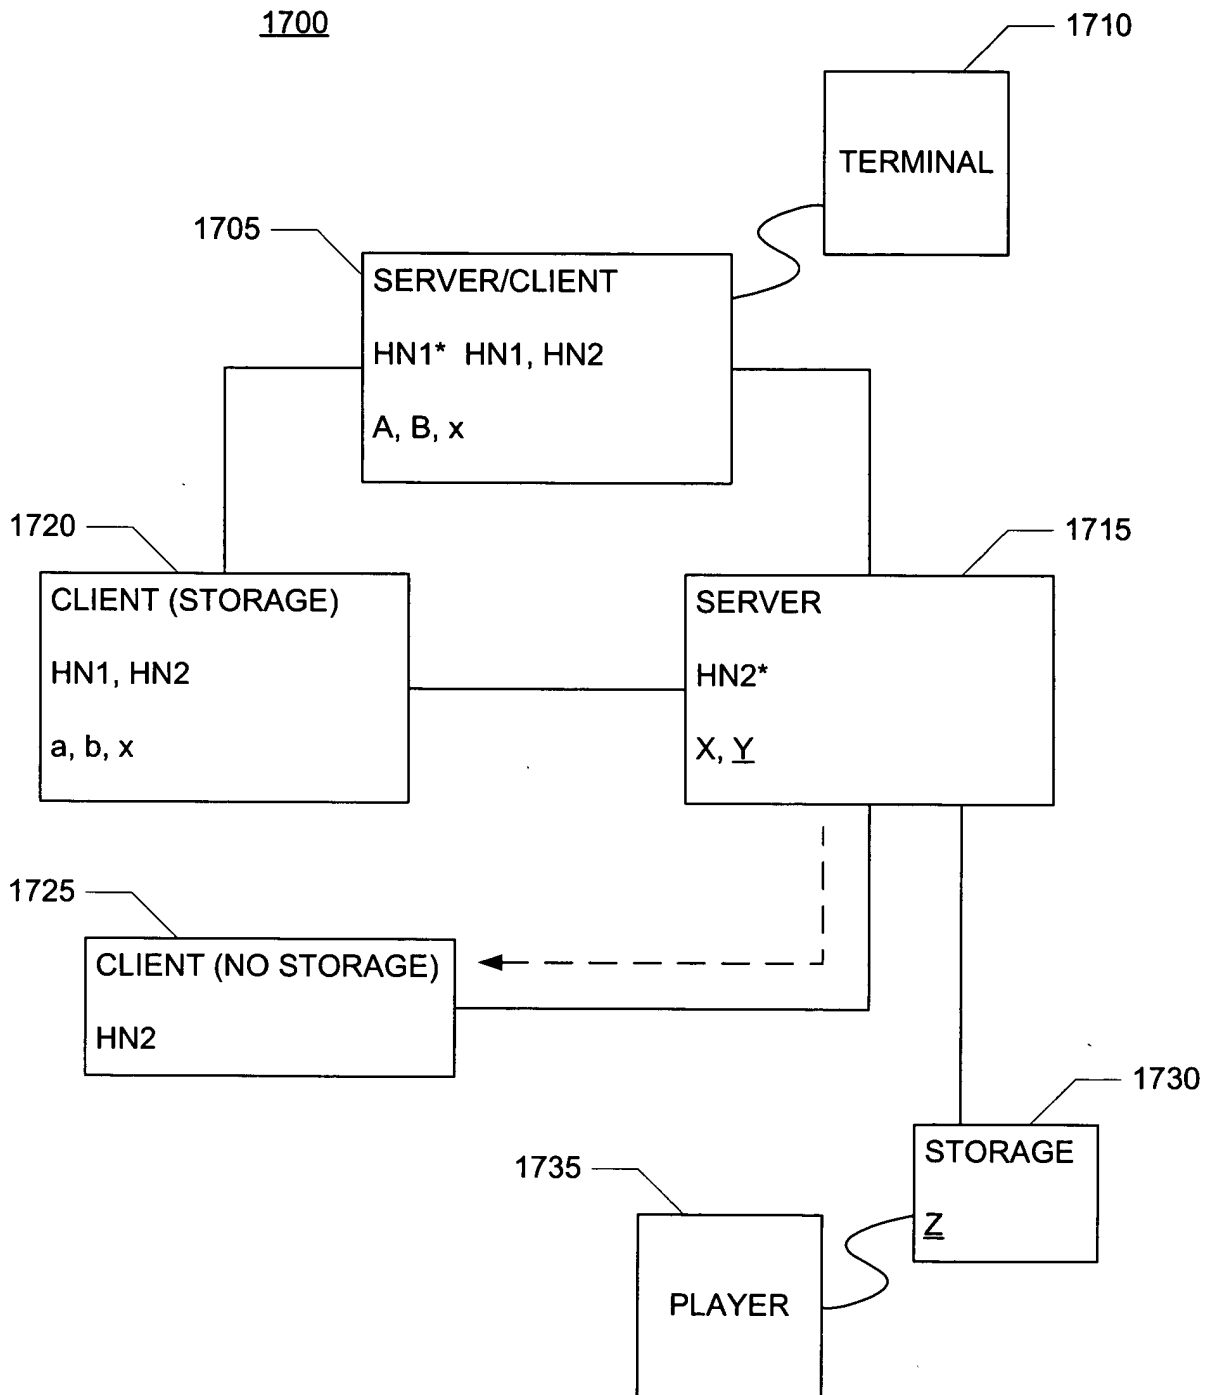 1700
1710
TERMINAL
1705
SERVER/CLIENT
HN1* HN1, HN2
A, B, x
1720
CLIENT (STORAGE)
HN1, HN2
a, b, x
1715
SERVER
HN2*
X, Y
1725
CLIENT (NO STORAGE)
HN2
1730
STORAGE
Z
1735
PLAYER